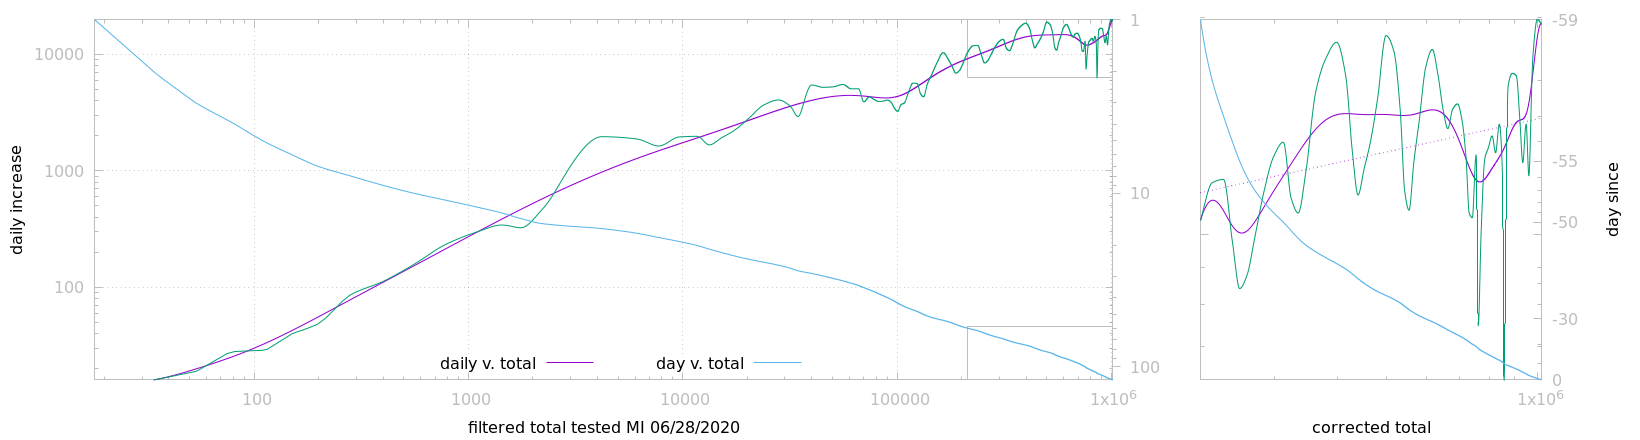 10000
1000
100
daily increase
100
1000
10000
100000
1x10^6
1
10
100
daily v. total
day v. total
filtered total tested MI 06/28/2020
-59
-55
-50
-30
0
day since
1x10^6
corrected total